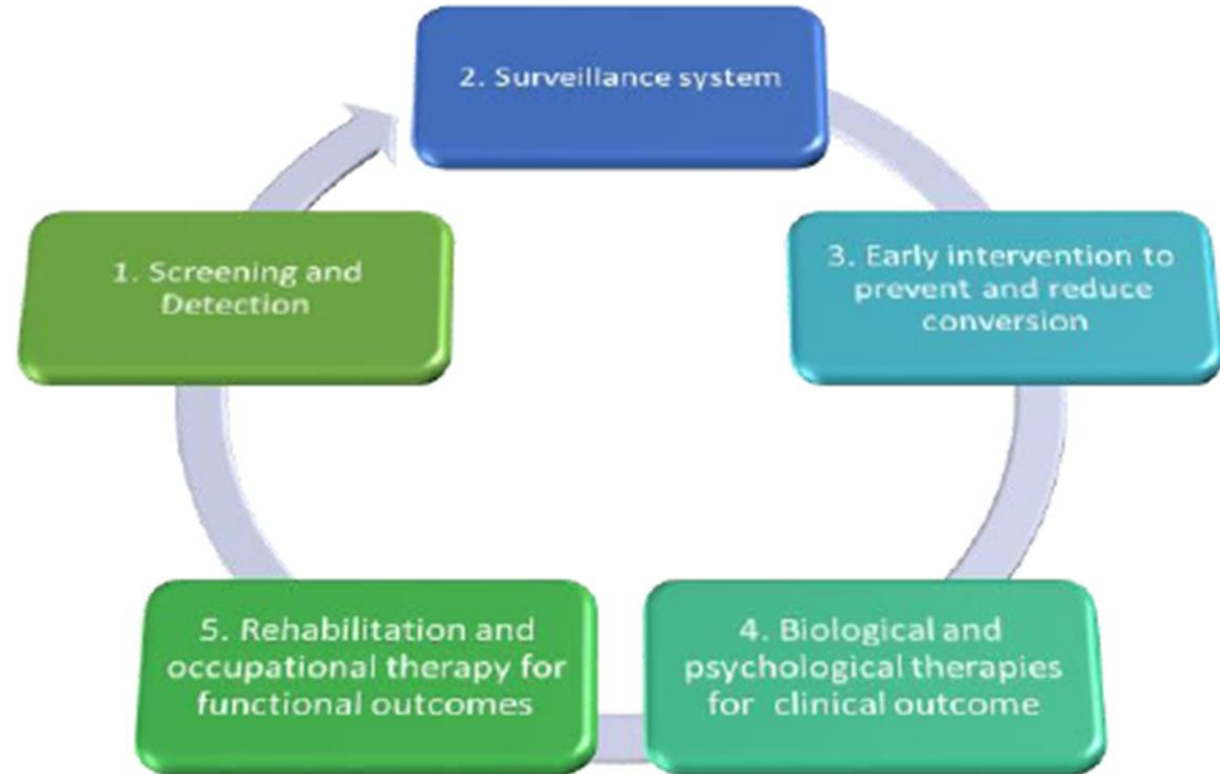 2. Surveillance system
1. Screening and
Detection
3. Early intervention to
prevent and reduce
conversion
5. Rehabilitation and
occupational therapy for
functional outcomes
4. Biological and
psychological therapies
for clinical outcome